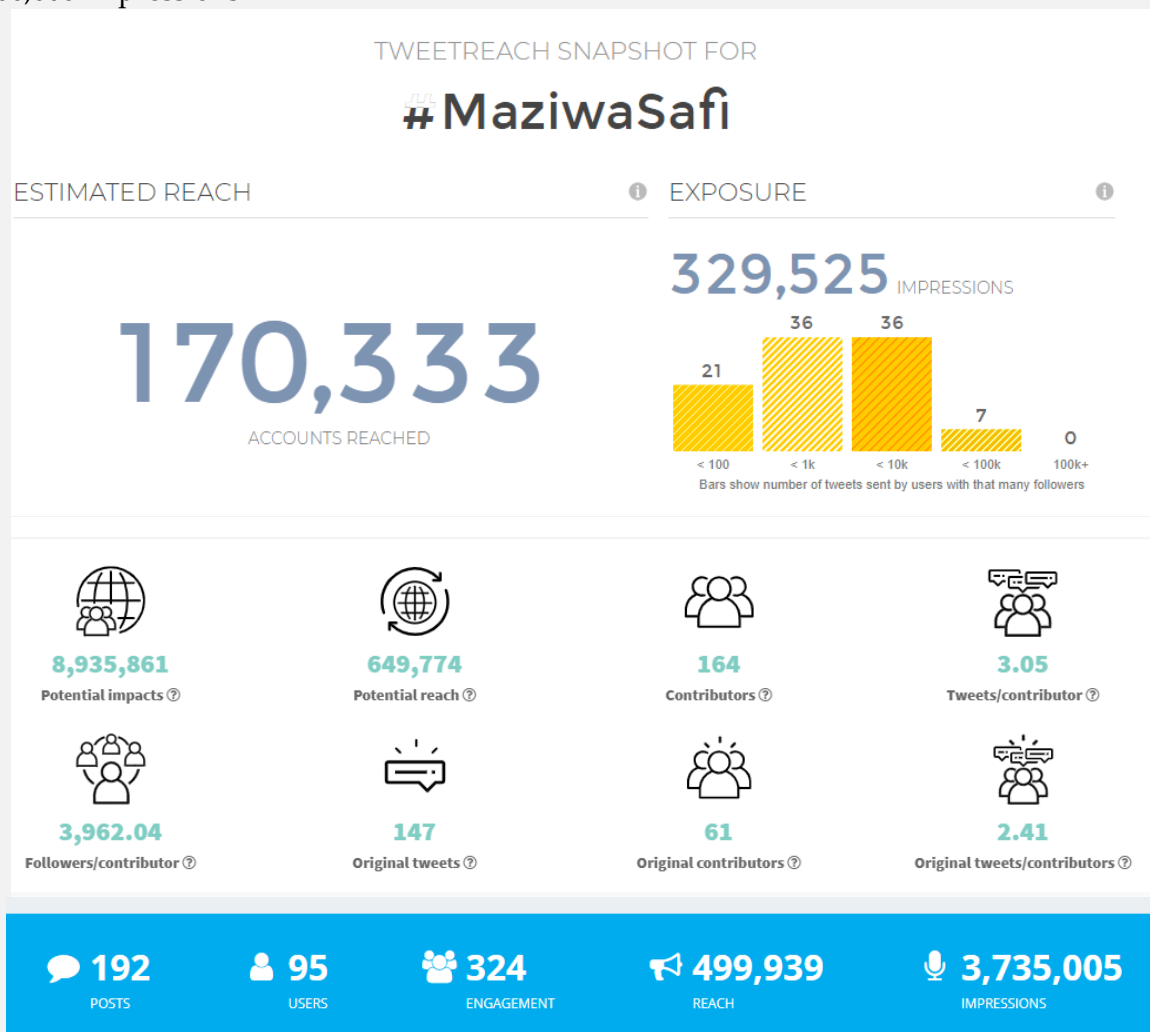 TWEETREACH SNAPSHOT FOR
#MaziwaSafi
ESTIMATED REACH
EXPOSURE
170,333
ACCOUNTS REACHED
329,525 IMPRESSIONS
21 36 36 7 0
< 100 < 1k < 10k < 100k 100k+
Bars show number of tweets sent by users with that many followers
8,935,861 649,774 164 3.05
Potential impacts Potential reach Contributors Tweets/contributor
3,962.04 147 61 2.41
Followers/contributor Original tweets Original contributors Original tweets/contributors
192 95 324 499,939 3,735,005
POSTS USERS ENGAGEMENT REACH IMPRESSIONS